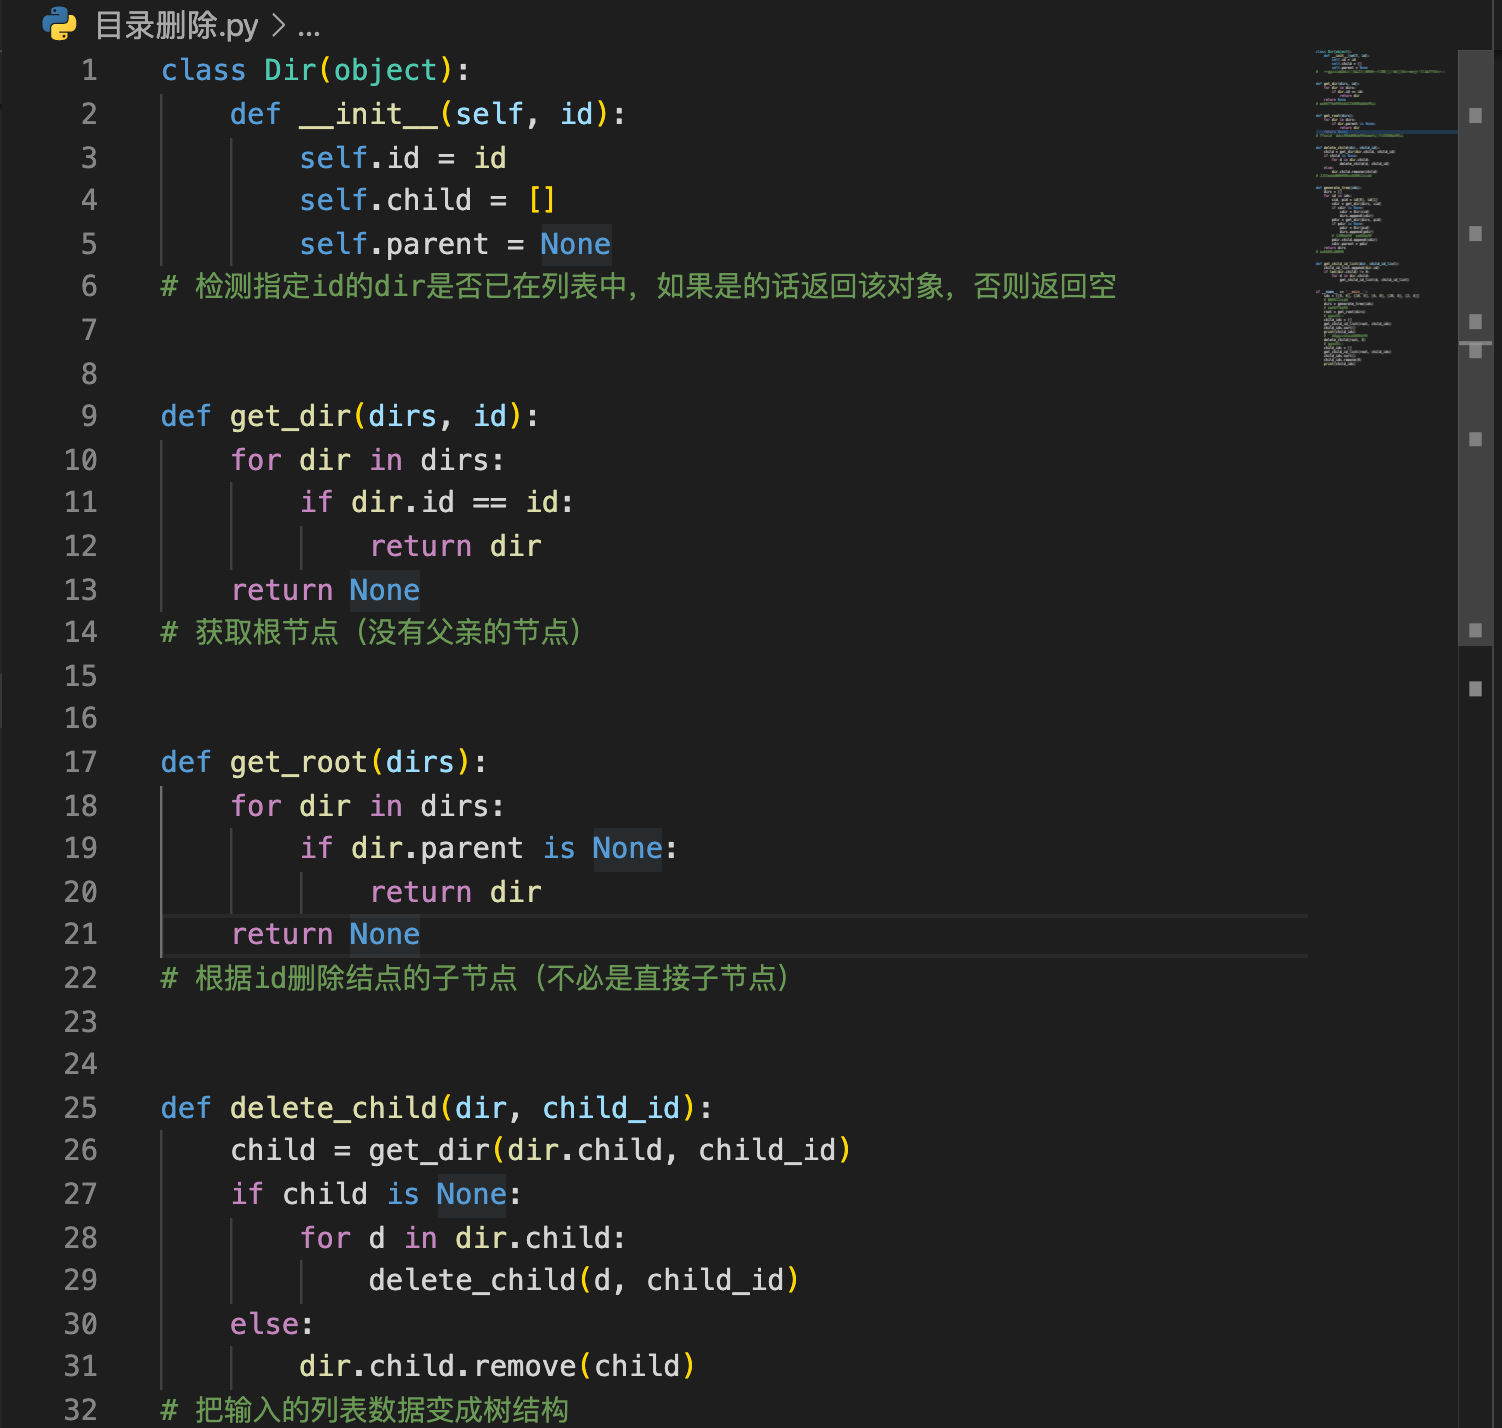 目录删除.py > ...
1 class Dir(object):
2     def __init__(self, id):
3         self.id = id
4         self.child = []
5         self.parent = None
6 # 检测指定id的dir是否已在列表中，如果是的话返回该对象，否则返回空
7
8
9 def get_dir(dirs, id):
10     for dir in dirs:
11         if dir.id == id:
12             return dir
13     return None
14 # 获取根节点（没有父亲的节点）
15
16
17 def get_root(dirs):
18     for dir in dirs:
19         if dir.parent is None:
20             return dir
21     return None
22 # 根据id删除结点的子节点（不必是直接子节点）
23
24
25 def delete_child(dir, child_id):
26     child = get_dir(dir.child, child_id)
27     if child is None:
28         for d in dir.child:
29             delete_child(d, child_id)
30     else:
31         dir.child.remove(child)
32 # 把输入的列表数据变成树结构